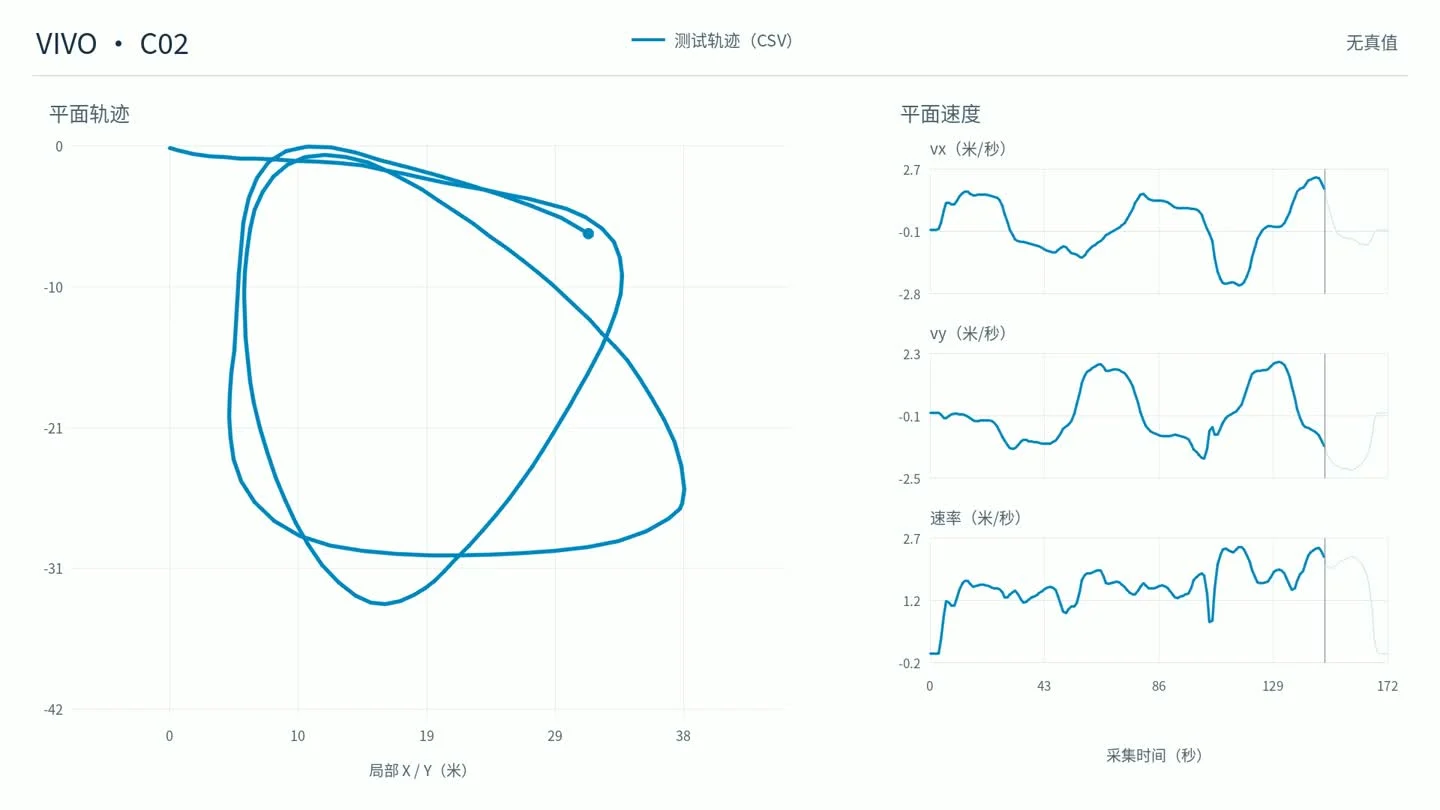 VIVO · C02
测试轨迹（CSV）
无真值
平面轨迹
0
-10
-21
-31
-42
0 10 19 29 38
局部 X / Y（米）
平面速度
vx（米/秒）
2.7
-0.1
-2.8
vy（米/秒）
2.3
-0.1
-2.5
速率（米/秒）
2.7
1.2
-0.2
0 43 86 129 172
采集时间（秒）